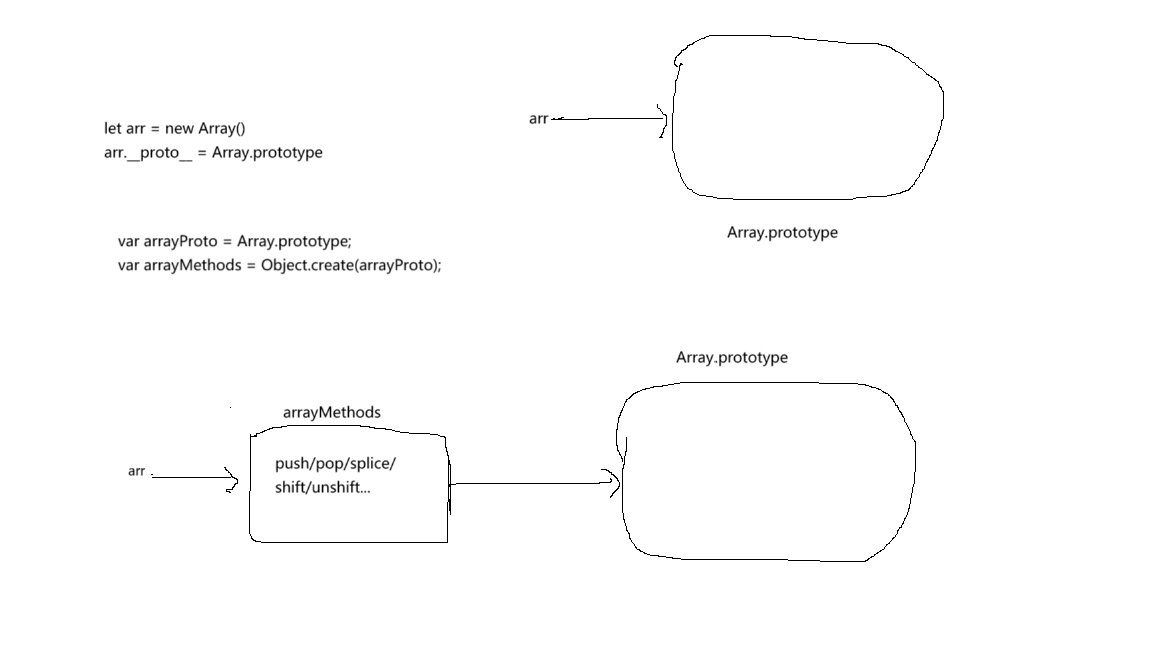 let arr = new Array()
arr.__proto__ = Array.prototype
arr
Array.prototype
var arrayProto = Array.prototype;
var arrayMethods = Object.create(arrayProto);
Array.prototype
arrayMethods
arr
push/pop/splice/
shift/unshift...